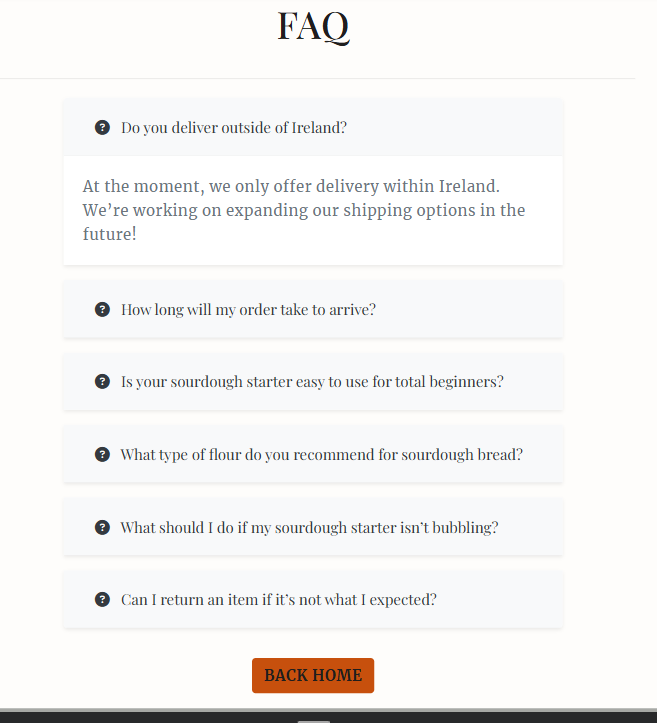 FAQ
Do you deliver outside of Ireland?
At the moment, we only offer delivery within Ireland.
We’re working on expanding our shipping options in the
future!
How long will my order take to arrive?
Is your sourdough starter easy to use for total beginners?
What type of flour do you recommend for sourdough bread?
What should I do if my sourdough starter isn’t bubbling?
Can I return an item if it’s not what I expected?
BACK HOME